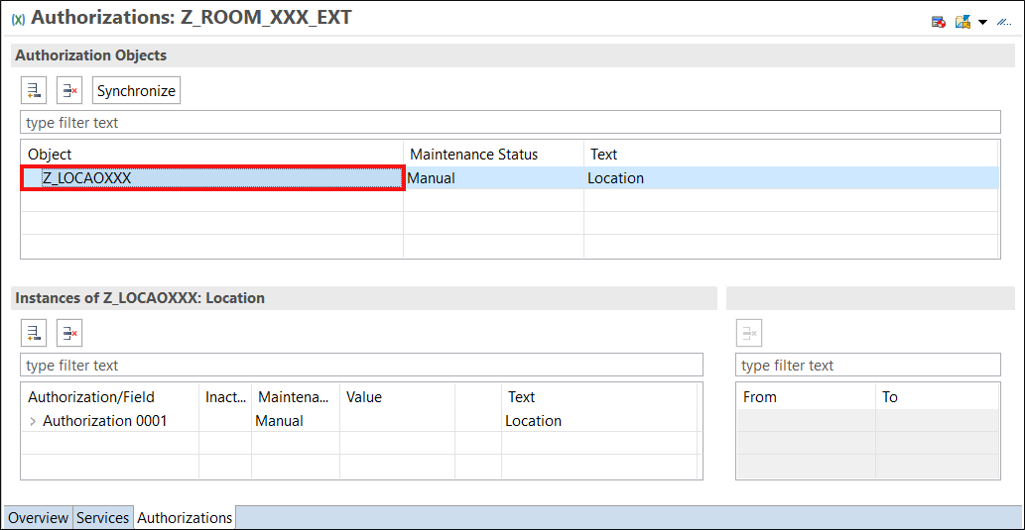 (x) Authorizations: Z_ROOM_XXX_EXT
Authorization Objects
Synchronize
type filter text
Object Maintenance Status Text
Z_LOCAOXXX Manual Location
Instances of Z_LOCAOXXX: Location
type filter text type filter text
Authorization/Field Inact... Maintena... Value Text From To
Authorization 0001 Manual Location
Overview Services Authorizations